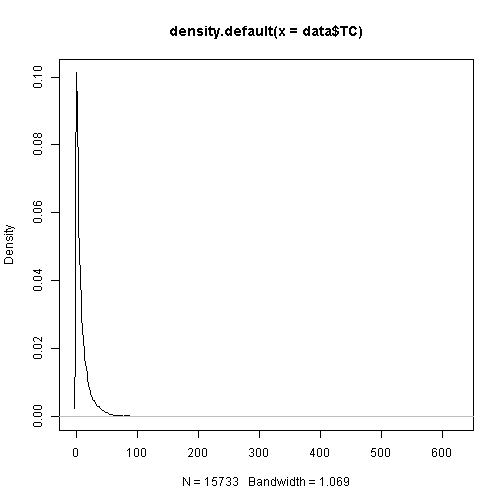 density.default(x = data$TC)
Density
0.00
0.02
0.04
0.06
0.08
0.10
0 100 200 300 400 500 600
N = 15733 Bandwidth = 1.069